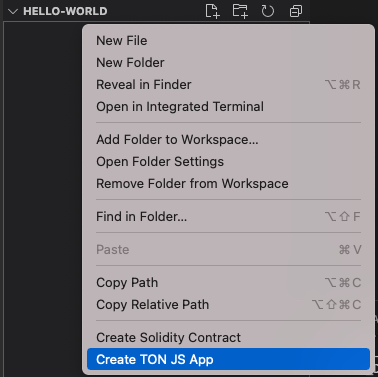 HELLO-WORLD
New File
New Folder
Reveal in Finder ⌥⌘R
Open in Integrated Terminal
Add Folder to Workspace...
Open Folder Settings
Remove Folder from Workspace
Find in Folder... ⌥⇧F
Paste ⌘V
Copy Path ⌥⌘C
Copy Relative Path ⌥⇧⌘C
Create Solidity Contract
Create TON JS App